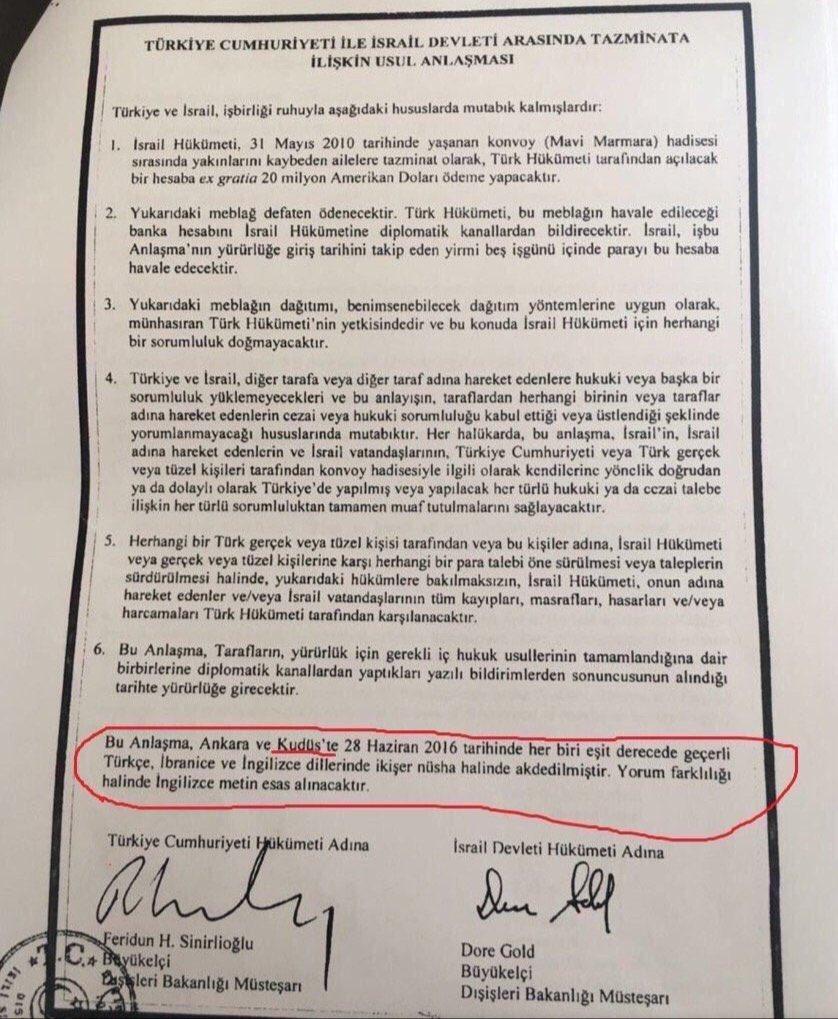 TÜRKİYE CUMHURİYETİ İLE İSRAİL DEVLETİ ARASINDA TAZMİNATA
İLİŞKİN USUL ANLAŞMASI
Türkiye ve İsrail, işbirliği ruhuyla aşağıdaki hususlarda mutabık kalmışlardır:
1. İsrail Hükümeti, 31 Mayıs 2010 tarihinde yaşanan konvoy (Mavi Marmara) hadisesi
sırasında yakınlarını kaybeden ailelere tazminat olarak, Türk Hükümeti tarafından açılacak
bir hesaba ex gratia 20 milyon Amerikan Doları ödeme yapacaktır.
2. Yukarıdaki meblağ defaten ödenecektir. Türk Hükümeti, bu meblağın havale edileceği
banka hesabını İsrail Hükümetine diplomatik kanallardan bildirecektir. İsrail, işbu
Anlaşma'nın yürürlüğe giriş tarihini takip eden yirmi beş işgünü içinde parayı bu hesaba
havale edecektir.
3. Yukarıdaki meblağın dağıtımı, benimsenebilecek dağıtım yöntemlerine uygun olarak,
münhasıran Türk Hükümeti'nin yetkisindedir ve bu konuda İsrail Hükümeti için herhangi
bir sorumluluk doğmayacaktır.
4. Türkiye ve İsrail, diğer tarafa veya diğer taraf adına hareket edenlere hukuki veya başka bir
sorumluluk yüklemeyecekleri ve bu anlayışın, taraflardan herhangi birinin veya taraflar
adına hareket edenlerin cezai veya hukuki sorumluluğu kabul ettiği veya üstlendiği şeklinde
yorumlanmayacağı hususlarında mutabıktır. Her halükarda, bu anlaşma, İsrail'in, İsrail
adına hareket edenlerin ve İsrail vatandaşlarının, Türkiye Cumhuriyeti veya Türk gerçek
veya tüzel kişileri tarafından konvoy hadisesiyle ilgili olarak kendilerine yönelik doğrudan
ya da dolaylı olarak Türkiye'de yapılmış veya yapılacak her türlü hukuki ya da cezai talebe
ilişkin her türlü sorumluluktan tamamen muaf tutulmalarını sağlayacaktır.
5. Herhangi bir Türk gerçek veya tüzel kişisi tarafından veya bu kişiler adına, İsrail Hükümeti
veya gerçek veya tüzel kişilerine karşı herhangi bir para talebi öne sürülmesi veya taleplerin
sürdürülmesi halinde, yukarıdaki hükümlere bakılmaksızın, İsrail Hükümeti, onun adına
hareket edenler ve/veya İsrail vatandaşlarının tüm kayıpları, masrafları, hasarları ve/veya
harcamaları Türk Hükümeti tarafından karşılanacaktır.
6. Bu Anlaşma, Tarafların, yürürlük için gerekli iç hukuk usullerinin tamamlandığına dair
birbirlerine diplomatik kanallardan yaptıkları yazılı bildirimlerden sonuncusunun alındığı
tarihte yürürlüğe girecektir.
Bu Anlaşma, Ankara ve Kudüs'te 28 Haziran 2016 tarihinde her biri eşit derecede geçerli
Türkçe, İbranice ve İngilizce dillerinde ikişer nüsha halinde akdedilmiştir. Yorum farklılığı
halinde İngilizce metin esas alınacaktır.
Türkiye Cumhuriyeti Hükümeti Adına
Feridun H. Sinirlioğlu
Büyükelçi
Dışişleri Bakanlığı Müsteşarı
İsrail Devleti Hükümeti Adına
Dore Gold
Büyükelçi
Dışişleri Bakanlığı Müsteşarı
T.C.